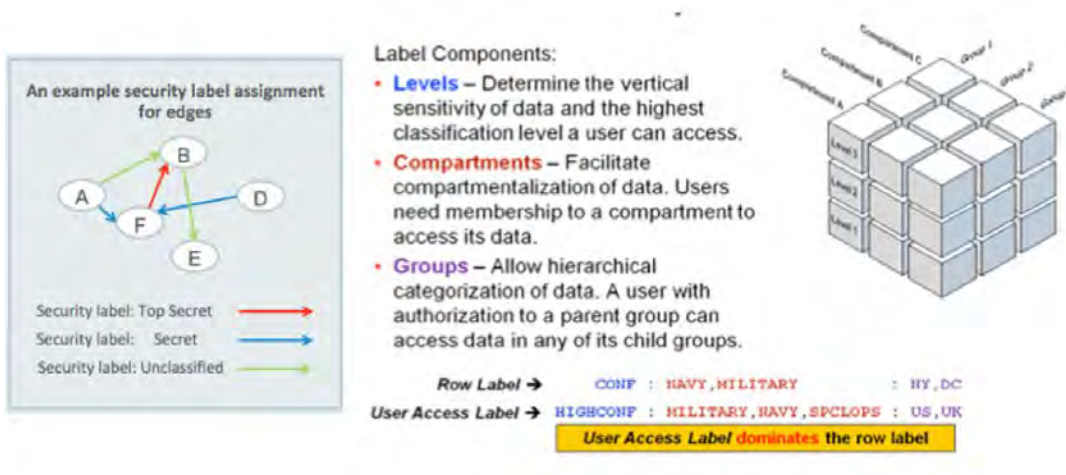 An example security label assignment
for edges
A
B
D
F
E
Security label: Top Secret
Security label: Secret
Security label: Unclassified
Label Components:
• Levels – Determine the vertical
sensitivity of data and the highest
classification level a user can access.
• Compartments – Facilitate
compartmentalization of data. Users
need membership to a compartment to
access its data.
• Groups – Allow hierarchical
categorization of data. A user with
authorization to a parent group can
access data in any of its child groups.
Row Label → CONF : NAVY,MILITARY : NY,DC
User Access Label → HIGHCONF : MILITARY,NAVY,SPCLOPS : US,UK
User Access Label dominates the row label
Compartment C
Compartment B
Compartment A
Group 1
Group 2
Group
Level 3
Level 2
Level 1